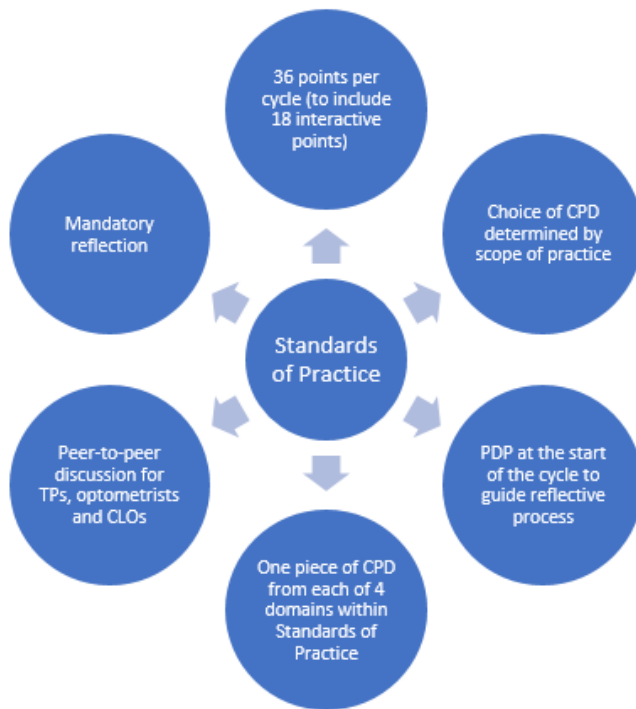 36 points per
cycle (to include
18 interactive
points)
Mandatory
reflection
Choice of CPD
determined by
scope of practice
Standards
of Practice
Peer-to-peer
discussion for
TPs, optometrists
and CLOs
PDP at the start
of the cycle to
guide reflective
process
One piece of CPD
from each of 4
domains within
Standards of
Practice